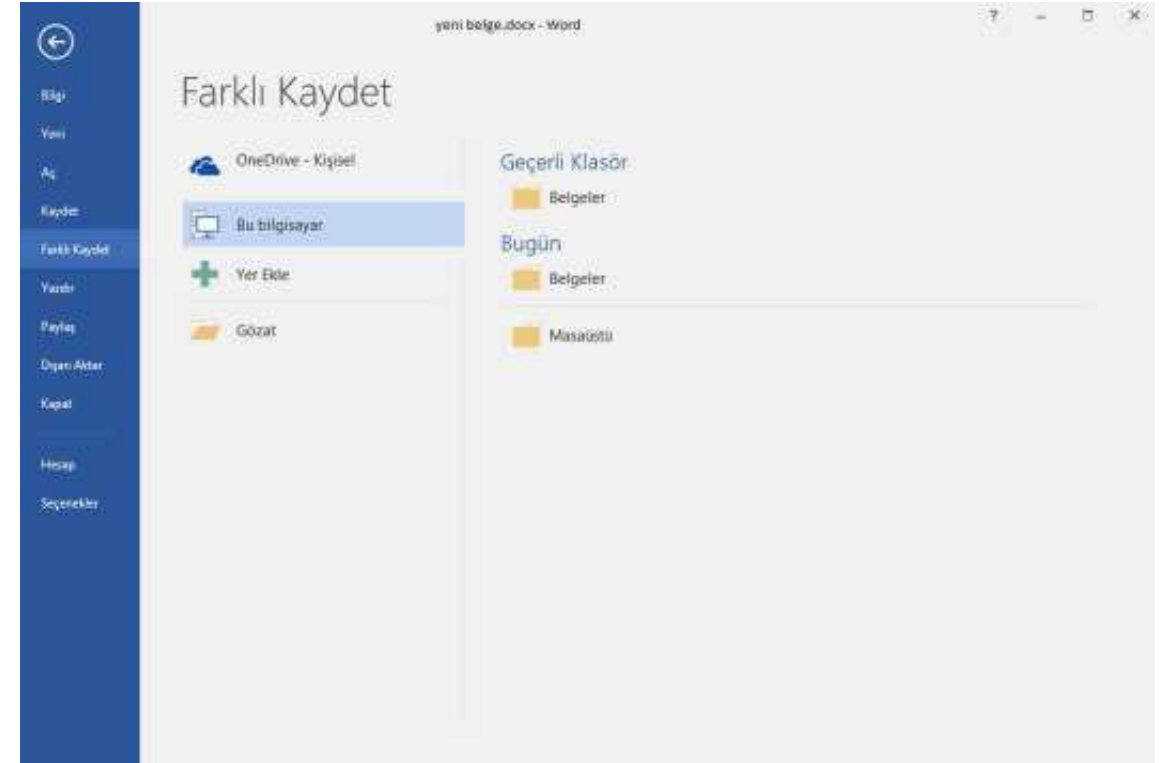 yeni belge.docx - Word
?
Bilgi
Yeni
Aç
Kaydet
Farklı Kaydet
Yazdır
Paylaş
Dışarı Aktar
Kapat
Hesap
Seçenekler
Farklı Kaydet
OneDrive - Kişisel
Bu bilgisayar
Yer Ekle
Gözat
Geçerli Klasör
Belgeler
Bugün
Belgeler
Masaüstü